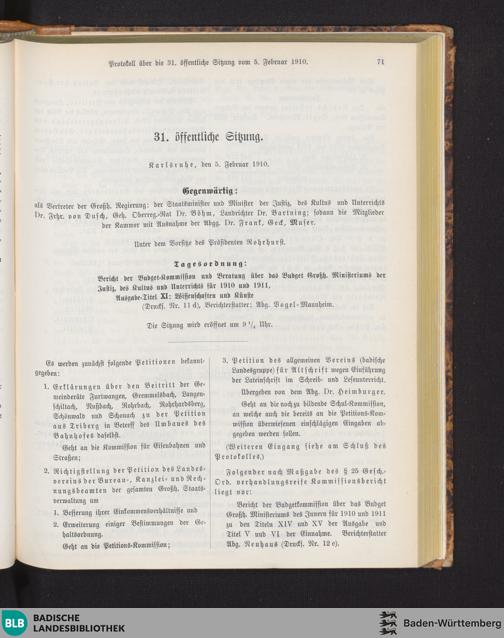 Protokoll über die 31. öffentliche Sitzung vom 5. Februar 1910. 71
31. öffentliche Sitzung.
Karlsruhe, den 5. Februar 1910.
Gegenwärtig:
als Vertreter der Großh. Regierung: der Staatsminister und Minister der Justiz, des Kultus und Unterrichts
Dr. Frhr. von Dusch, Geh. Oberreg.-Rat Dr. Böhm, Landrichter Dr. Bartning; sodann die Mitglieder
der Kammer mit Ausnahme der Abgg. Dr. Frank, Geck, Muser.
Unter dem Vorsitze des Präsidenten Rohrhurst.
Tagesordnung:
Bericht der Budget-Kommission und Beratung über das Budget Großh. Ministeriums der
Justiz, des Kultus und Unterrichts für 1910 und 1911,
Ausgabe-Titel XI: Wissenschaften und Künste
(Drucks. Nr. 11 d), Berichterstatter: Abg. Vogel-Mannheim.
Die Sitzung wird eröffnet um 9 1/4 Uhr.
Es werden zunächst folgende Petitionen bekannt-
gegeben:
1. Erklärungen über den Beitritt der Ge-
meinderäte Furtwangen, Gremmelsbach, Langen-
schiltach, Nußbach, Rohrbach, Rohrhardsberg,
Schönwald und Schonach zu der Petition
aus Triberg in Betreff des Umbaues des
Bahnhofes daselbst.
Geht an die Kommission für Eisenbahnen und
Straßen;
2. Richtigstellung der Petition des Landes-
vereins der Bureau-, Kanzlei- und Rech-
nungsbeamten der gesamten Großh. Staats-
verwaltung um
1. Besserung ihrer Einkommensverhältnisse und
2. Erweiterung einiger Bestimmungen der Ge-
haltsordnung.
Geht an die Petitions-Kommission;
3. Petition des allgemeinen Vereins (badische
Landesgruppe) für Altschrift wegen Einführung
der Lateinschrift im Schreib- und Leseunterricht.
Übergeben von dem Abg. Dr. Heimburger.
Geht an die noch zu bildende Schul-Kommission,
an welche auch die bereits an die Petitions-Kom-
mission überwiesenen einschlägigen Eingaben ab-
gegeben werden sollen.
(Weiteren Eingang siehe am Schluß des
Protokolles.)
Folgender nach Maßgabe des § 25 Gesch.-
Ord. verhandlungsreife Kommissionsbericht
liegt vor:
Bericht der Budgetkommission über das Budget
Großh. Ministeriums des Innern für 1910 und 1911
zu den Titeln XIV und XV der Ausgabe und
Titel V und VI der Einnahme. Berichterstatter
Abg. Neuhaus (Drucks. Nr. 12 c).
BLB BADISCHE
LANDESBIBLIOTHEK
Baden-Württemberg